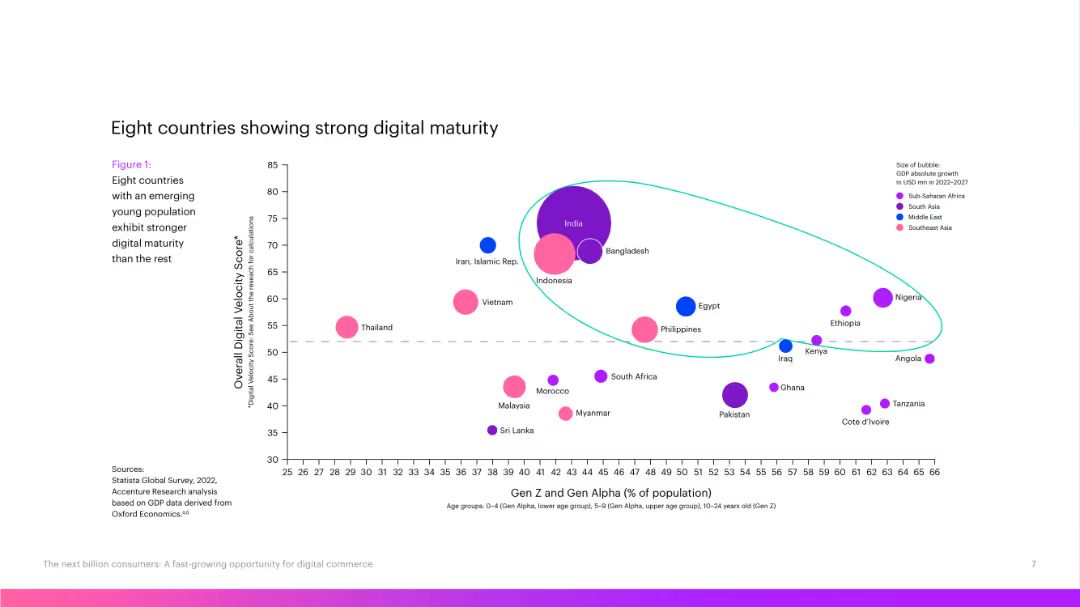 Eight countries showing strong digital maturity
Figure 1:
Eight countries
with an emerging
young population
exhibit stronger
digital maturity
than the rest
Sources:
Statista Global Survey, 2022,
Accenture Research analysis
based on GDP data derived from
Oxford Economics.⁴,⁶
Overall Digital Velocity Score*
*Digital Velocity Score: See About the reseach for calculations
85
80
75
70
65
60
55
50
45
40
35
30
Size of bubble:
GDP absolute growth
in USD mn in 2022–2027
Sub-Saharan Africa
South Asia
Middle East
Southeast Asia
India
Bangladesh
Iran, Islamic Rep.
Indonesia
Vietnam
Egypt
Nigeria
Ethiopia
Thailand
Philippines
Kenya
Iraq
Angola
South Africa
Morocco
Malaysia
Myanmar
Ghana
Pakistan
Tanzania
Cote d'Ivoire
Sri Lanka
25 26 27 28 29 30 31 32 33 34 35 36 37 38 39 40 41 42 43 44 45 46 47 48 49 50 51 52 53 54 55 56 57 58 59 60 61 62 63 64 65 66
Gen Z and Gen Alpha (% of population)
Age groups: 0–4 (Gen Alpha, lower age group), 5–9 (Gen Alpha, upper age group), 10–24 years old (Gen Z)
The next billion consumers: A fast-growing opportunity for digital commerce
7